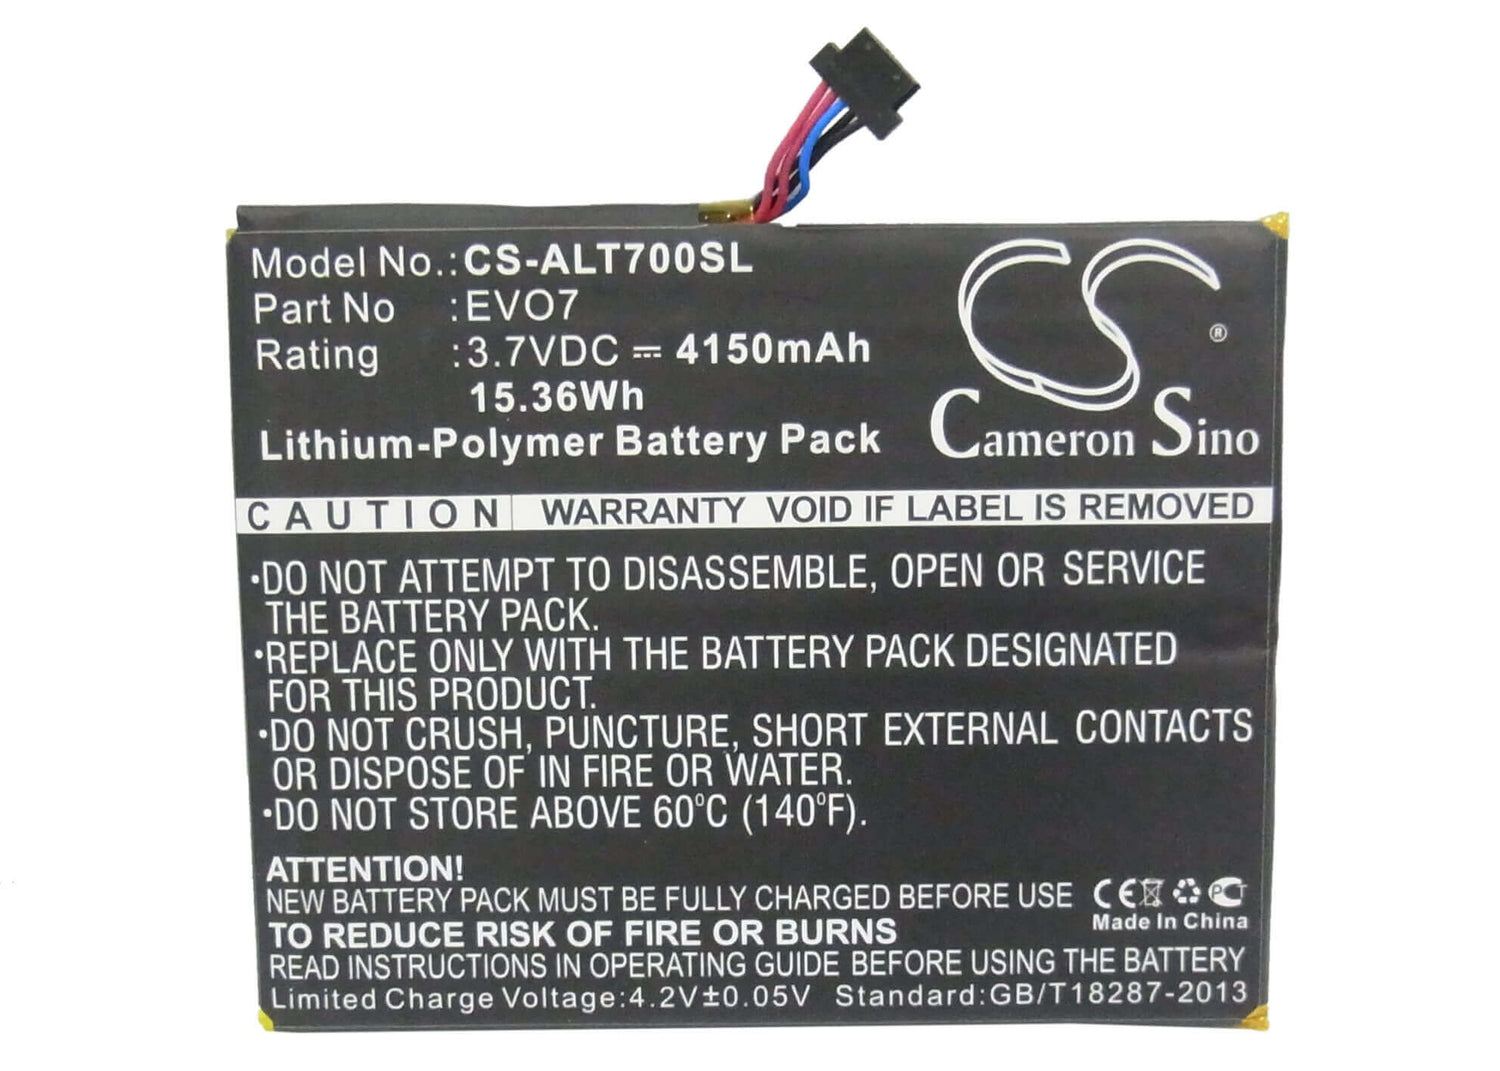 Model No.:CS-ALT700SL
Part No :EVO7
Rating :3.7VDC ⎓ 4150mAh
15.36Wh
Lithium-Polymer Battery Pack
CS ®
Cameron Sino
CAUTION WARRANTY VOID IF LABEL IS REMOVED
•DO NOT ATTEMPT TO DISASSEMBLE, OPEN OR SERVICE
THE BATTERY PACK.
•REPLACE ONLY WITH THE BATTERY PACK DESIGNATED
FOR THIS PRODUCT.
•DO NOT CRUSH, PUNCTURE, SHORT EXTERNAL CONTACTS
OR DISPOSE OF IN FIRE OR WATER.
•DO NOT STORE ABOVE 60°C (140°F).
ATTENTION!
NEW BATTERY PACK MUST BE FULLY CHARGED BEFORE USE
CE PCT
Made In China
TO REDUCE RISK OF FIRE OR BURNS
READ INSTRUCTIONS IN OPERATING GUIDE BEFORE USING THE BATTERY
Limited Charge Voltage:4.2V±0.05V Standard:GB/T18287-2013